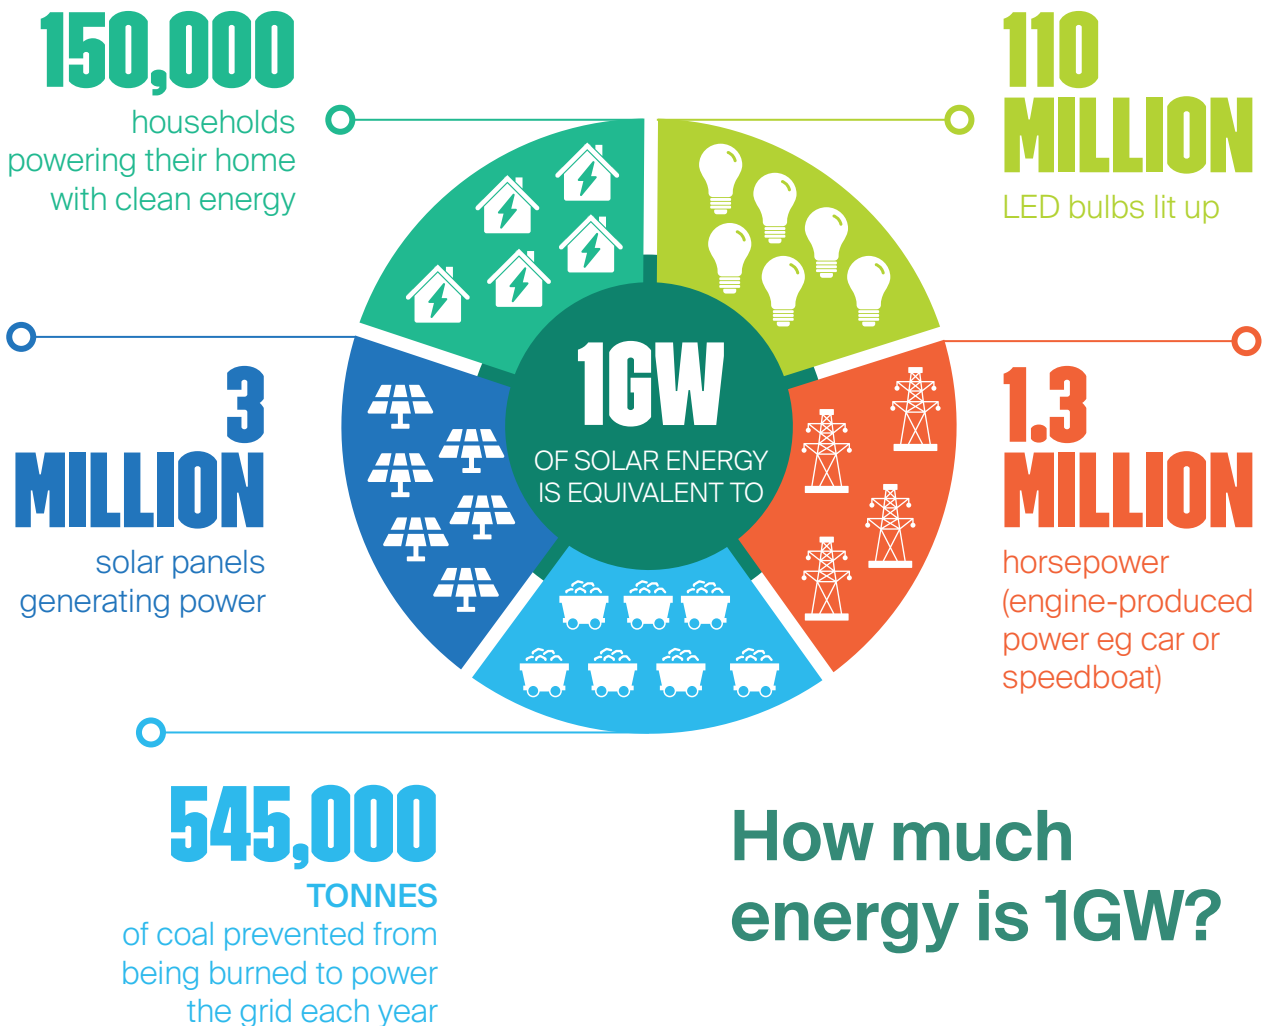 150,000
households
powering their home
with clean energy
110
MILLION
LED bulbs lit up
1GW
OF SOLAR ENERGY
IS EQUIVALENT TO
3
MILLION
solar panels
generating power
1.3
MILLION
horsepower
(engine-produced
power eg car or
speedboat)
545,000
TONNES
of coal prevented from
being burned to power
the grid each year
How much
energy is 1GW?